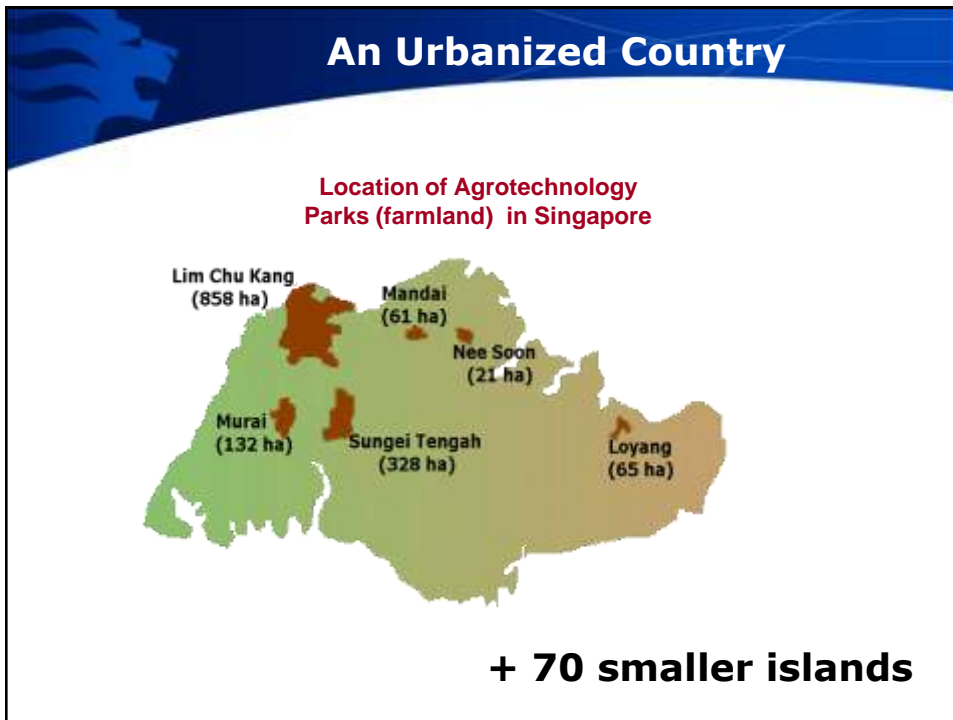 An Urbanized Country
Location of Agrotechnology
Parks (farmland) in Singapore
Lim Chu Kang
(858 ha)
Mandai
(61 ha)
Nee Soon
(21 ha)
Murai
(132 ha)
Sungei Tengah
(328 ha)
Loyang
(65 ha)
+ 70 smaller islands